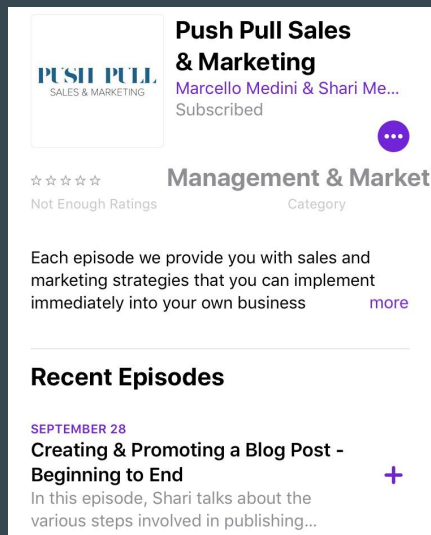 PUSH PULL
SALES & MARKETING
Push Pull Sales
& Marketing
Marcello Medini & Shari Me...
Subscribed
Management & Market
Not Enough Ratings
Category
Each episode we provide you with sales and
marketing strategies that you can implement
immediately into your own business more
Recent Episodes
SEPTEMBER 28
Creating & Promoting a Blog Post -
Beginning to End
In this episode, Shari talks about the
various steps involved in publishing...